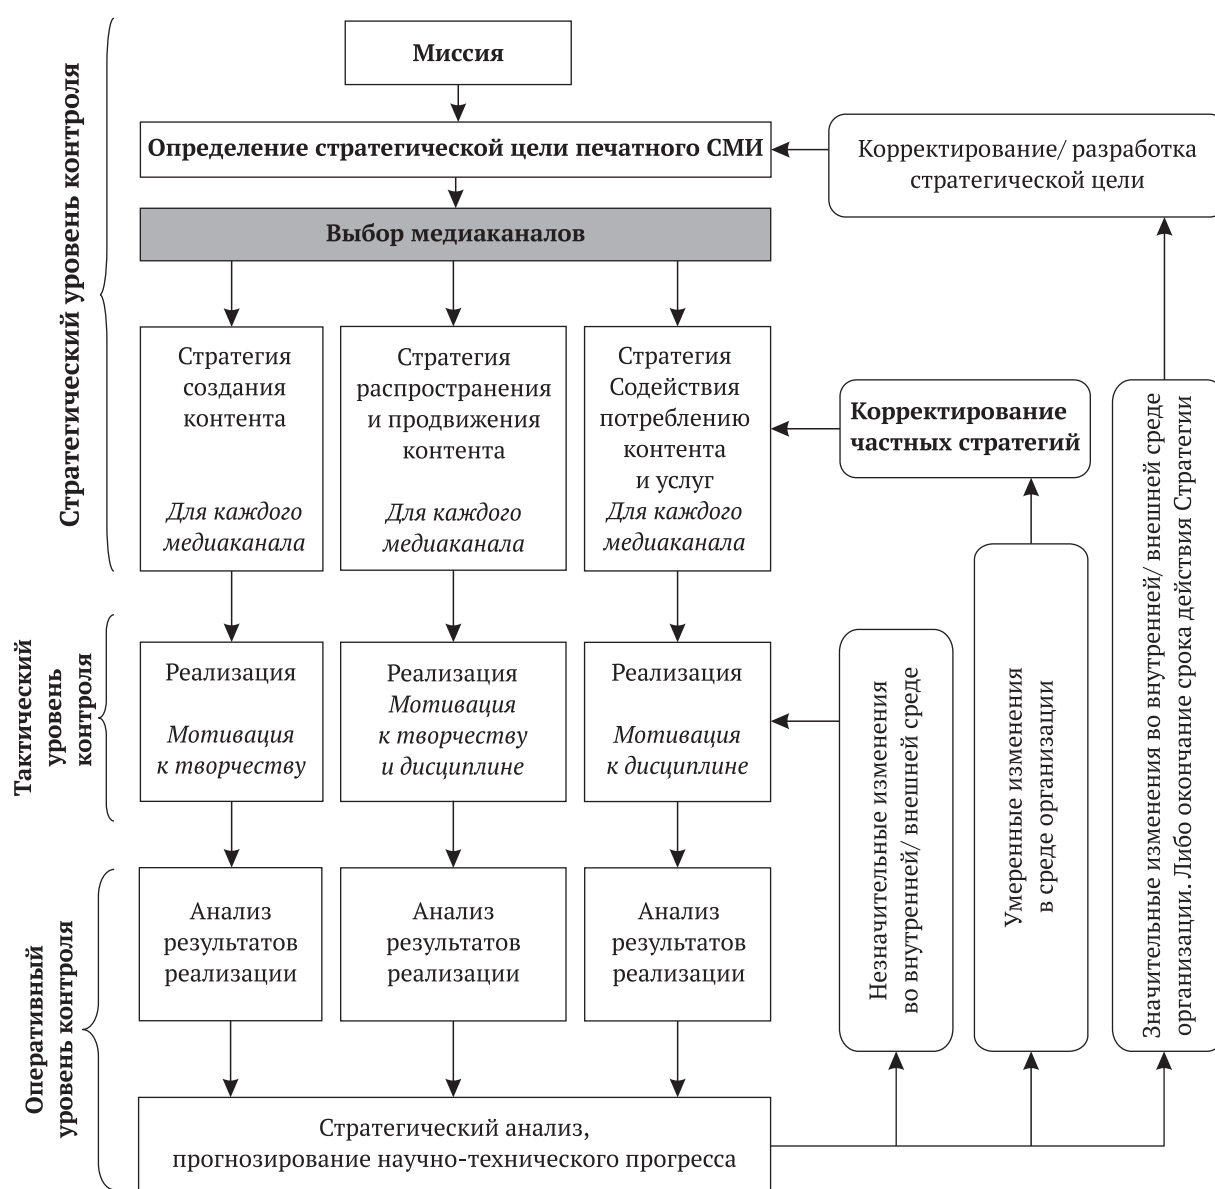 Стратегический уровень контроля
Миссия
Определение стратегической цели печатного СМИ
Корректирование/ разработка
стратегической цели
Выбор медиаканалов
Стратегия
создания
контента
Для каждого
медиаканала
Стратегия
распространения
и продвижения
контента
Для каждого
медиаканала
Стратегия
Содействия
потреблению
контента
и услуг
Для каждого
медиаканала
Корректирование
частных стратегий
Тактический
уровень
контроля
Реализация
Мотивация
к творчеству
Реализация
Мотивация
к творчеству
и дисциплине
Реализация
Мотивация
к дисциплине
Незначительные изменения
во внутренней/ внешней среде
Умеренные изменения
в среде организации
Значительные изменения во внутренней/ внешней среде
организации. Либо окончание срока действия Стратегии
Оперативный
уровень контроля
Анализ
результатов
реализации
Анализ
результатов
реализации
Анализ
результатов
реализации
Стратегический анализ,
прогнозирование научно-технического прогресса